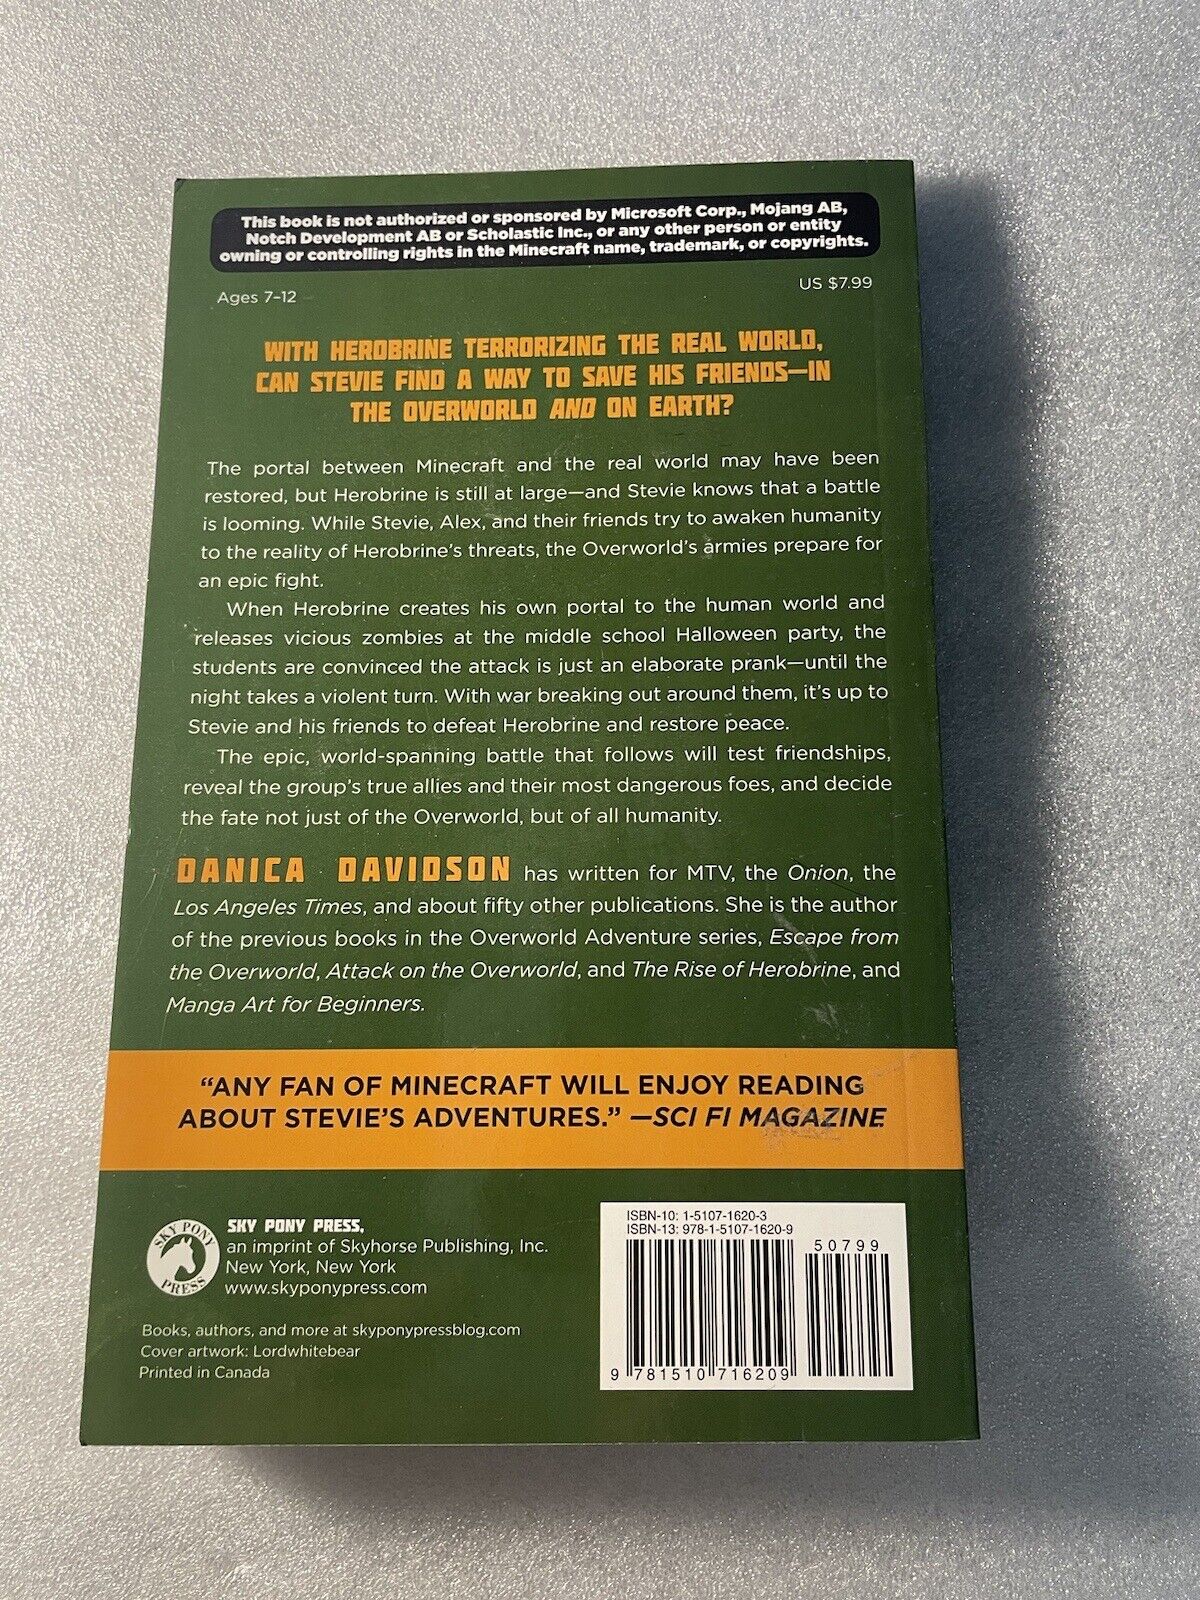 This book is not authorized or sponsored by Microsoft Corp., Mojang AB,
Notch Development AB or Scholastic Inc., or any other person or entity
owning or controlling rights in the Minecraft name, trademark, or copyrights.
Ages 7–12
US $7.99
WITH HEROBRINE TERRORIZING THE REAL WORLD,
CAN STEVIE FIND A WAY TO SAVE HIS FRIENDS—IN
THE OVERWORLD AND ON EARTH?
The portal between Minecraft and the real world may have been
restored, but Herobrine is still at large—and Stevie knows that a battle
is looming. While Stevie, Alex, and their friends try to awaken humanity
to the reality of Herobrine's threats, the Overworld's armies prepare for
an epic fight.
When Herobrine creates his own portal to the human world and
releases vicious zombies at the middle school Halloween party, the
students are convinced the attack is just an elaborate prank—until the
night takes a violent turn. With war breaking out around them, it's up to
Stevie and his friends to defeat Herobrine and restore peace.
The epic, world-spanning battle that follows will test friendships,
reveal the group's true allies and their most dangerous foes, and decide
the fate not just of the Overworld, but of all humanity.
DANICA DAVIDSON has written for MTV, the Onion, the
Los Angeles Times, and about fifty other publications. She is the author
of the previous books in the Overworld Adventure series, Escape from
the Overworld, Attack on the Overworld, and The Rise of Herobrine, and
Manga Art for Beginners.
“ANY FAN OF MINECRAFT WILL ENJOY READING
ABOUT STEVIE'S ADVENTURES.” —SCI FI MAGAZINE
SKY PONY PRESS
SKY PONY PRESS,
an imprint of Skyhorse Publishing, Inc.
New York, New York
www.skyponypress.com
Books, authors, and more at skyponypressblog.com
Cover artwork: Lordwhitebear
Printed in Canada
ISBN-10: 1-5107-1620-3
ISBN-13: 978-1-5107-1620-9
50799
9 781510 716209